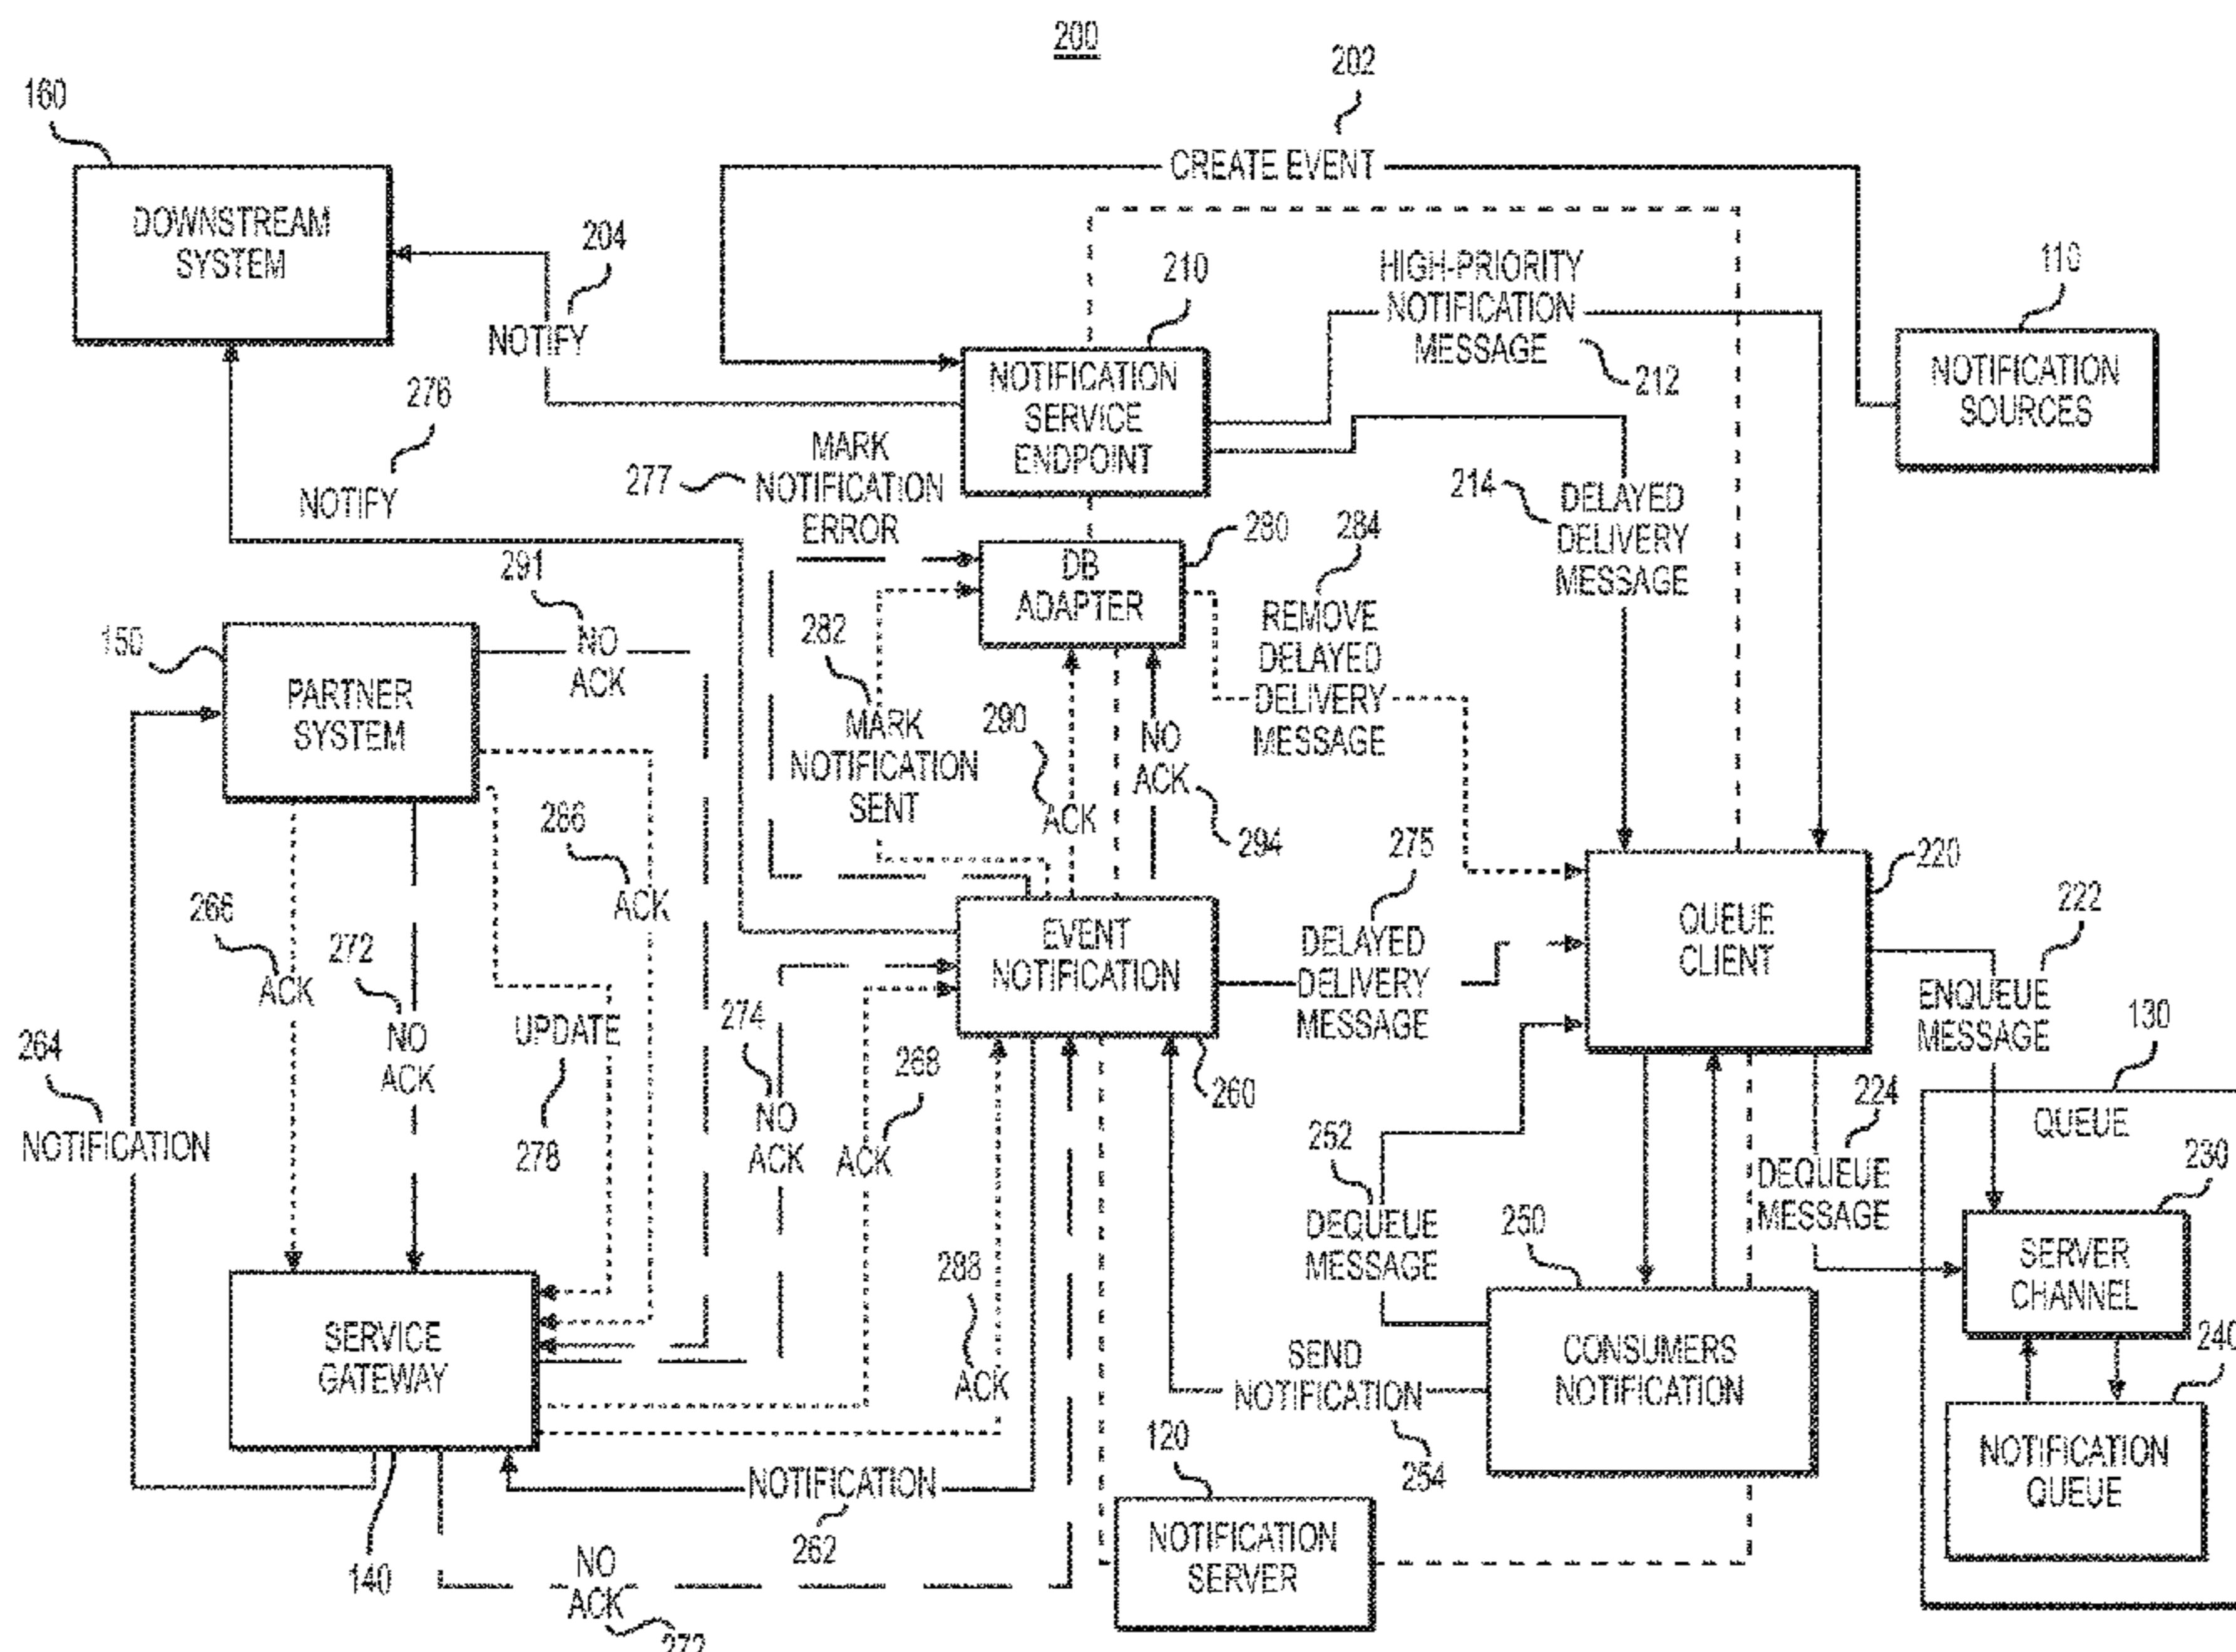 200
202
160
CREATE EVENT
DOWNSTREAM
SYSTEM
204
NOTIFY
210
HIGH-PRIORITY
NOTIFICATION
MESSAGE
212
110
NOTIFICATION
SOURCES
NOTIFICATION
SERVICE
ENDPOINT
276
NOTIFY
277
MARK
NOTIFICATION
ERROR
214
DELAYED
DELIVERY
MESSAGE
280
DB
ADAPTER
284
REMOVE
DELAYED
DELIVERY
MESSAGE
291
NO
ACK
150
PARTNER
SYSTEM
282
MARK
NOTIFICATION
SENT
290
ACK
NO
ACK
294
286
ACK
266
ACK
272
NO
ACK
275
DELAYED
DELIVERY
MESSAGE
220
QUEUE
CLIENT
222
ENQUEUE
MESSAGE
EVENT
NOTIFICATION
260
264
NOTIFICATION
UPDATE
278
274
NO
ACK
268
ACK
130
QUEUE
224
DEQUEUE
MESSAGE
252
DEQUEUE
MESSAGE
250
CONSUMERS
NOTIFICATION
230
SERVER
CHANNEL
240
NOTIFICATION
QUEUE
SERVICE
GATEWAY
140
288
ACK
SEND
NOTIFICATION
254
NOTIFICATION
262
120
NOTIFICATION
SERVER
NO
ACK